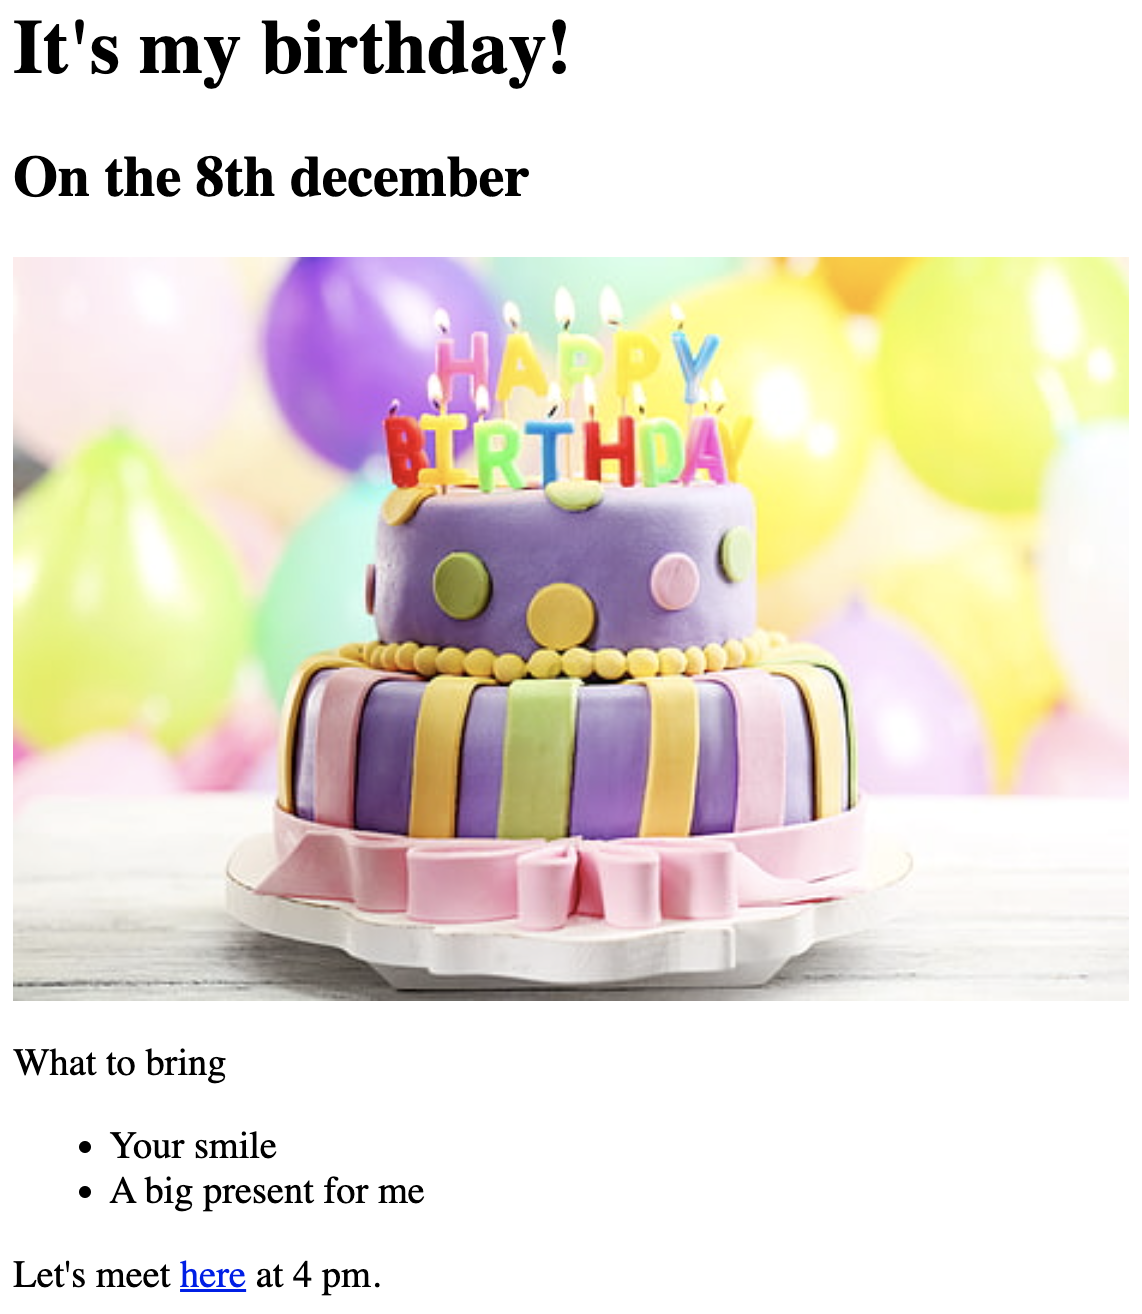 It's my birthday!
On the 8th december
HAPPY
BIRTHDAY
What to bring
Your smile
A big present for me
Let's meet here at 4 pm.